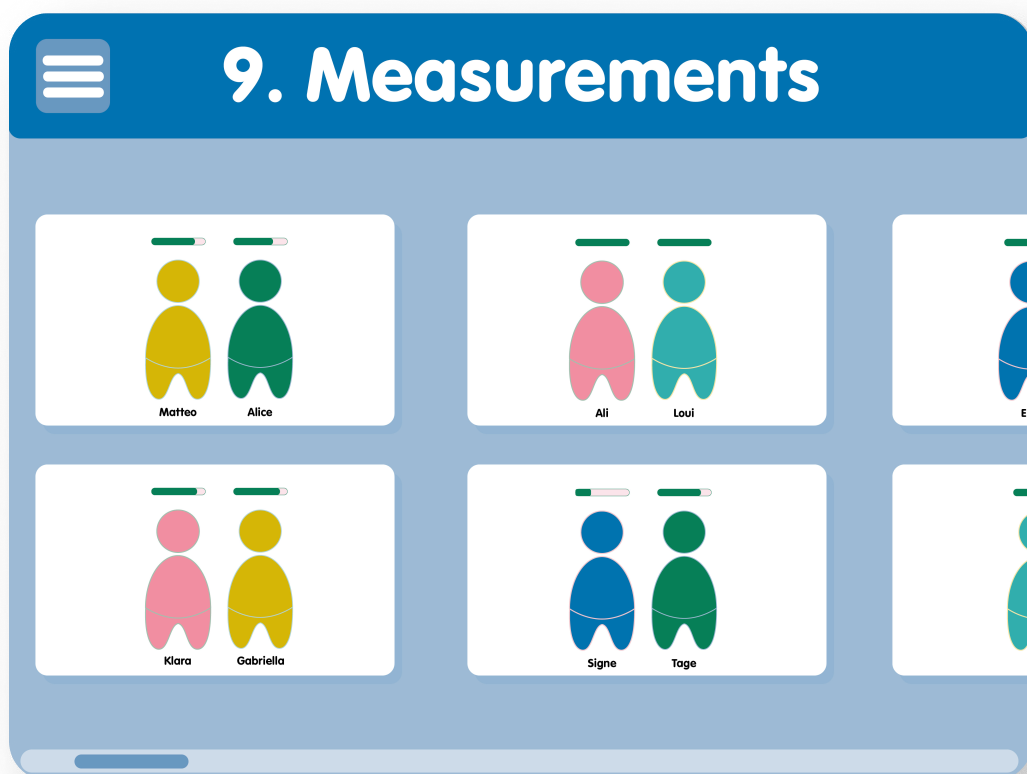 9. Measurements
Matteo Alice
Ali Loui
E
Klara Gabriella
Signe Tage